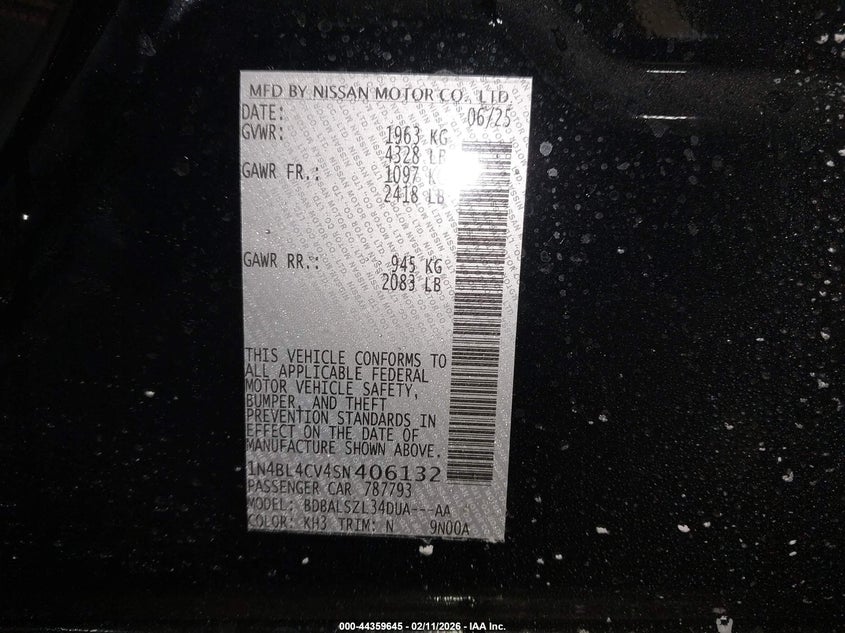 MFD BY NISSAN MOTOR CO., LTD
DATE: 06/25
GVWR: 1963 KG
4328 LB
GAWR FR.: 1097 K
2418 LB
GAWR RR.: 945 KG
2083 LB
THIS VEHICLE CONFORMS TO
ALL APPLICABLE FEDERAL
MOTOR VEHICLE SAFETY,
BUMPER, AND THEFT
PREVENTION STANDARDS IN
EFFECT ON THE DATE OF
MANUFACTURE SHOWN ABOVE.
1N4BL4CV4SN406132
PASSENGER CAR 787793
MODEL: BDBALSZL34DUA---AA
COLOR: KH3 TRIM: N 9N00A
000-44359645 - 02/11/2026 - IAA Inc.